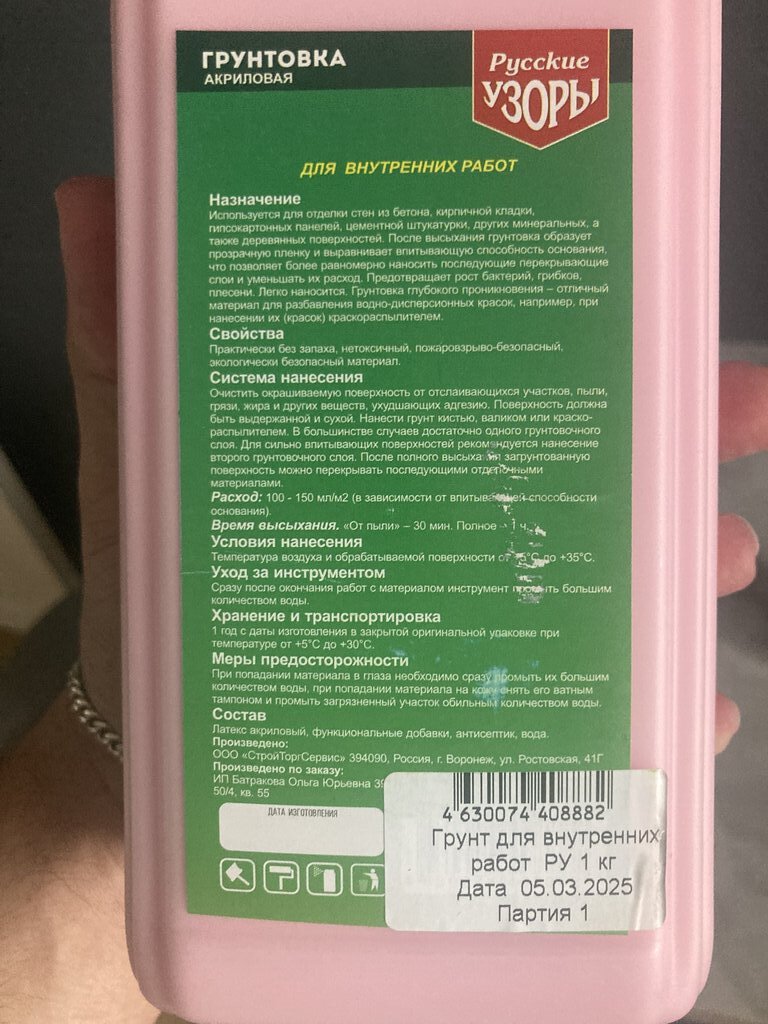 ГРУНТОВКА
АКРИЛОВАЯ
Русские
УЗОРЫ
ДЛЯ ВНУТРЕННИХ РАБОТ
Назначение
Используется для отделки стен из бетона, кирпичной кладки,
гипсокартонных панелей, цементной штукатурки, других минеральных, а
также деревянных поверхностей. После высыхания грунтовка образует
прозрачную пленку и выравнивает впитывающую способность основания,
что позволяет более равномерно наносить последующие перекрывающие
слои и уменьшать их расход. Предотвращает рост бактерий, грибков,
плесени. Легко наносится. Грунтовка глубокого проникновения – отличный
материал для разбавления водно-дисперсионных красок, например, при
нанесении их (красок) краскораспылителем.
Свойства
Практически без запаха, нетоксичный, пожаровзрыво-безопасный,
экологически безопасный материал.
Система нанесения
Очистить окрашиваемую поверхность от отслаивающихся участков, пыли,
грязи, жира и других веществ, ухудшающих адгезию. Поверхность должна
быть выдержанной и сухой. Нанести грунт кистью, валиком или краско-
распылителем. В большинстве случаев достаточно одного грунтовочного
слоя. Для сильно впитывающих поверхностей рекомендуется нанесение
второго грунтовочного слоя. После полного высыхания загрунтованную
поверхность можно перекрывать последующими отделочными
материалами.
Расход: 100 - 150 мл/м2 (в зависимости от впитывающей способности
основания).
Время высыхания. «От пыли» – 30 мин. Полное –
Условия нанесения
Температура воздуха и обрабатываемой поверхности от до +35°С.
Уход за инструментом
Сразу после окончания работ с материалом инструмент промыть большим
количеством воды.
Хранение и транспортировка
1 год с даты изготовления в закрытой оригинальной упаковке при
температуре от +5°С до +30°С.
Меры предосторожности
При попадании материала в глаза необходимо сразу промыть их большим
количеством воды, при попадании материала на кожу снять его ватным
тампоном и промыть загрязненный участок обильным количеством воды.
Состав
Латекс акриловый, функциональные добавки, антисептик, вода.
Произведено:
ООО «СтройТоргСервис» 394090, Россия, г. Воронеж, ул. Ростовская, 41Г
Произведено по заказу:
ИП Батракова Ольга Юрьевна
50/4, кв. 55
ДАТА ИЗГОТОВЛЕНИЯ
4 630074 408882
Грунт для внутренних
работ РУ 1 кг
Дата 05.03.2025
Партия 1